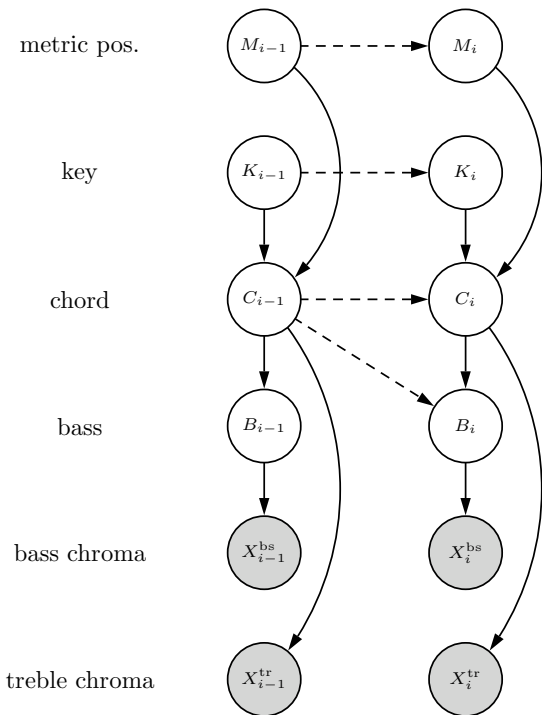 metric pos. M_{i−1} M_i
key K_{i−1} K_i
chord C_{i−1} C_i
bass B_{i−1} B_i
bass chroma X^{bs}_{i−1} X^{bs}_i
treble chroma X^{tr}_{i−1} X^{tr}_i